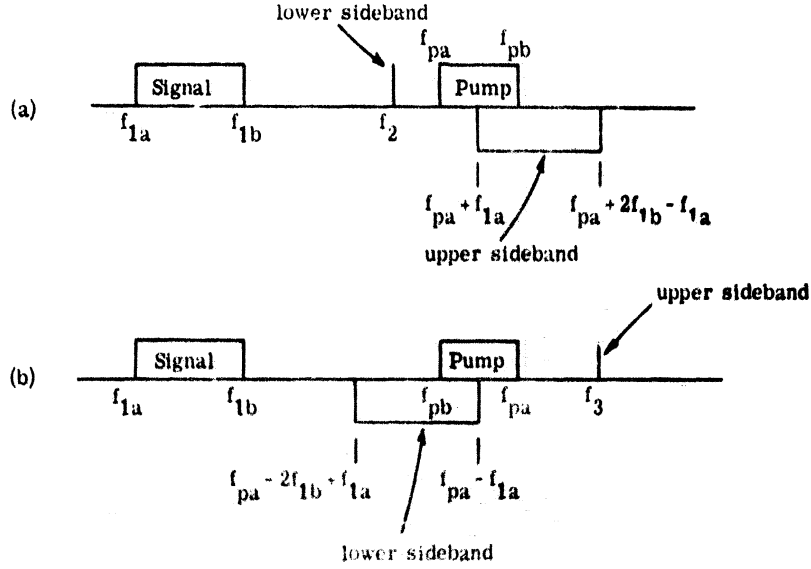 lower sideband
f_pa f_pb
Signal Pump
(a)
f_1a f_1b f_2
f_pa + f_1a f_pa + 2f_1b - f_1a
upper sideband
upper sideband
Signal Pump
(b)
f_1a f_1b f_pb f_pa f_3
f_pa - 2f_1b + f_1a f_pa - f_1a
lower sideband